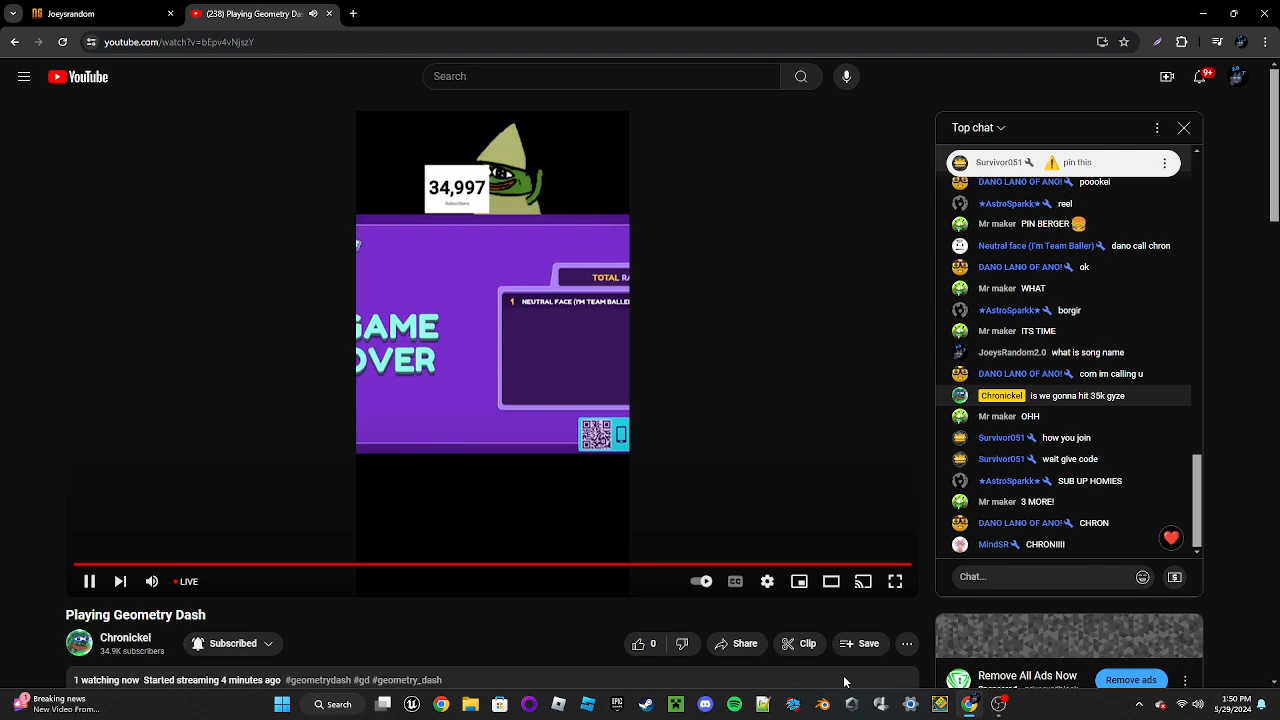 Joeysrandom
(238) Playing Geometry Das
youtube.com/watch?v=bEpv4vNjszY
YouTube
Search
9+
34,997
Subscribers
TOTAL RA
1 NEUTRAL FACE (I'M TEAM BALLER
GAME
OVER
LIVE
Playing Geometry Dash
Chronickel
34.9K subscribers
Subscribed
0
Share
Clip
Save
1 watching now Started streaming 4 minutes ago #geometrydash #gd #geometry_dash
Top chat
Survivor051 pin this
DANO LANO OF ANO! poookei
★AstroSparkk★ reel
Mr maker PIN BERGER 🍔
Neutral face (I'm Team Baller) dano call chron
DANO LANO OF ANO! ok
Mr maker WHAT
★AstroSparkk★ borgir
Mr maker ITS TIME
JoeysRandom2.0 what is song name
DANO LANO OF ANO! corn im calling u
Chronickel is we gonna hit 35k gyze
Mr maker OHH
Survivor051 how you join
Survivor051 wait give code
★AstroSparkk★ SUB UP HOMIES
Mr maker 3 MORE!
DANO LANO OF ANO! CHRON
MindSR CHRONIIII
Chat...
Remove All Ads Now
Remove ads
1
Breaking news
New Video From...
Search
1:50 PM
5/29/2024